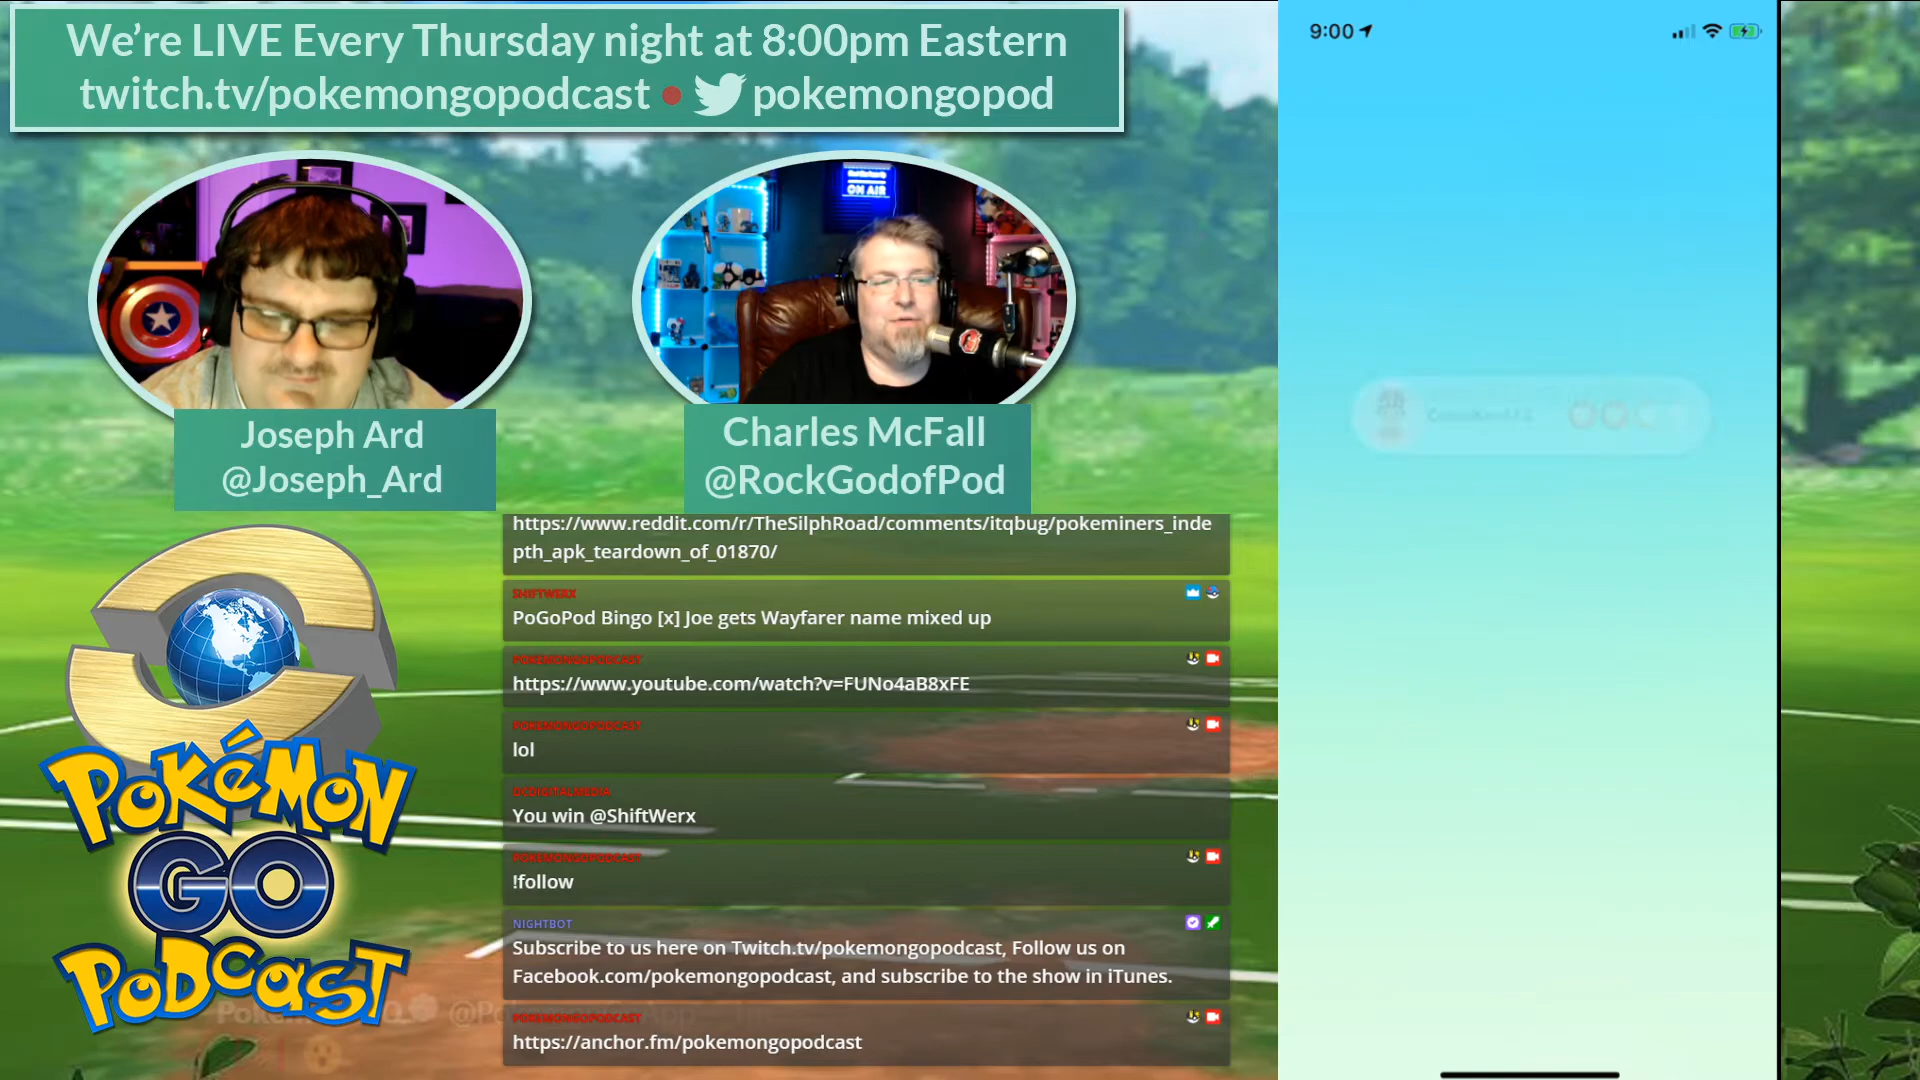 We're LIVE Every Thursday night at 8:00pm Eastern
twitch.tv/pokemongopodcast • pokemongopod
9:00
ON AIR
Joseph Ard
@Joseph_Ard
Charles McFall
@RockGodofPod
https://www.reddit.com/r/TheSilphRoad/comments/itqbug/pokeminers_inde
pth_apk_teardown_of_01870/
SHIFTWERX
PoGoPod Bingo [x] Joe gets Wayfarer name mixed up
POKEMONGOPODCAST
https://www.youtube.com/watch?v=FUNo4aB8xFE
POKEMONGOPODCAST
lol
DCDIGITALMEDIA
You win @ShiftWerx
POKEMONGOPODCAST
!follow
NIGHTBOT
Subscribe to us here on Twitch.tv/pokemongopodcast, Follow us on
Facebook.com/pokemongopodcast, and subscribe to the show in iTunes.
POKEMONGOPODCAST
https://anchor.fm/pokemongopodcast
POKéMON
GO
PODCAST